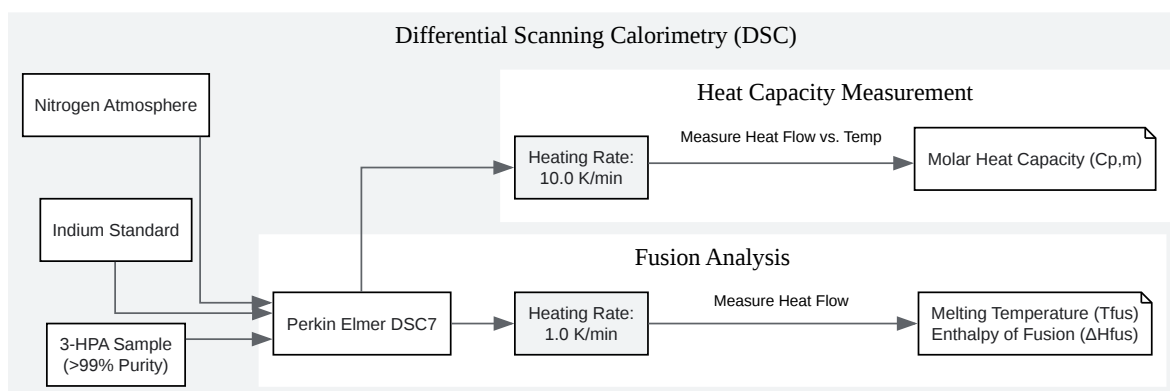 Differential Scanning Calorimetry (DSC)
Nitrogen Atmosphere
Heat Capacity Measurement
Heating Rate:
10.0 K/min
Measure Heat Flow vs. Temp
Molar Heat Capacity (Cp,m)
Indium Standard
Fusion Analysis
3-HPA Sample
(>99% Purity)
Perkin Elmer DSC7
Heating Rate:
1.0 K/min
Measure Heat Flow
Melting Temperature (Tfus)
Enthalpy of Fusion (ΔHfus)